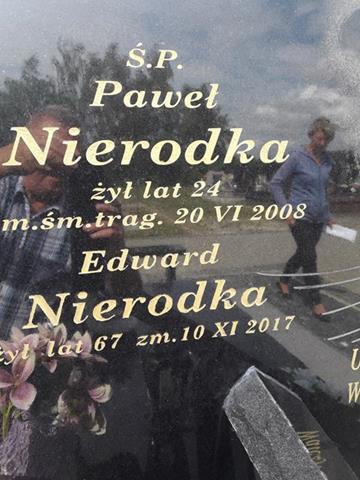 Ś.P.
Paweł
Nierodka
żył lat 24
m.śm.trag. 20 VI 2008
Edward
Nierodka
żył lat 67 zm.10 XI 2017